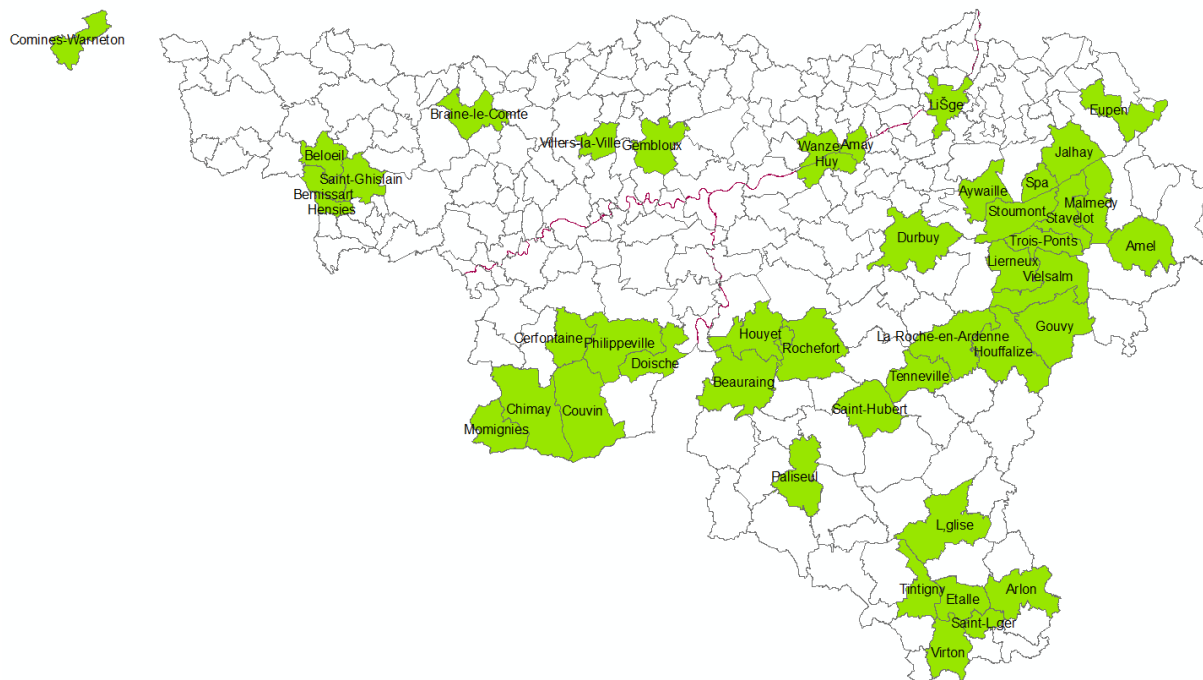 Comines-Warneton
LiŠge
Eupen
Braine-le-Comte
Villers-la-Ville
Gembloux
Wanze
Amay
Huy
Beloeil
Saint-Ghislain
Bernissart
Hensies
Jalhay
Spa
Aywaille
Malmedy
Stoumont
Stavelot
Durbuy
Trois-Ponts
Amel
Lierneux
Vielsalm
Gouvy
Cerfontaine
Philippeville
Houyet
La Roche-en-Ardenne
Rochefort
Houffalize
Doische
Beauraing
Tenneville
Chimay
Couvin
Saint-Hubert
Momignies
Paliseul
L‚glise
Tintigny
Etalle
Arlon
Saint-L‚ger
Virton